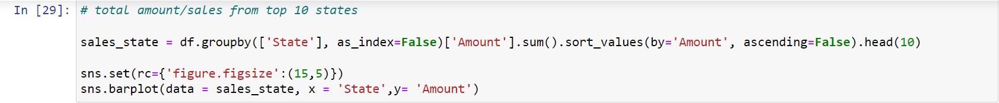 In [29]: # total amount/sales from top 10 states
sales_state = df.groupby(['State'], as_index=False)['Amount'].sum().sort_values(by='Amount', ascending=False).head(10)
sns.set(rc={'figure.figsize':(15,5)})
sns.barplot(data = sales_state, x = 'State',y= 'Amount')